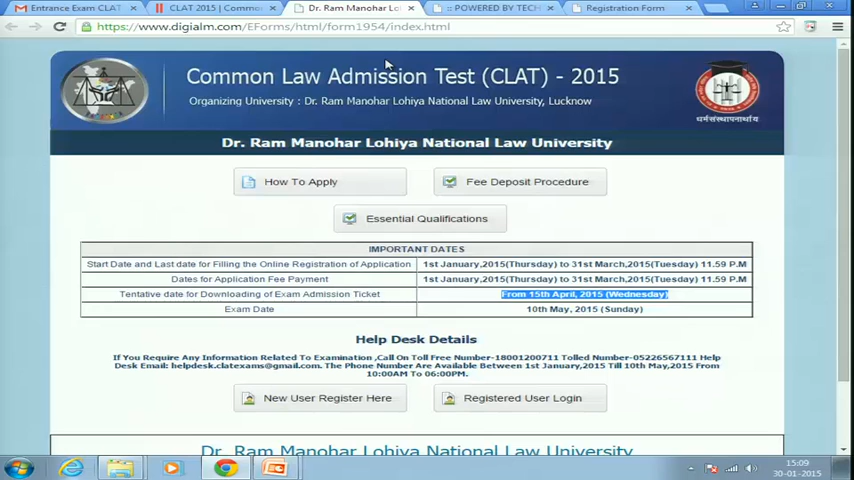 Entrance Exam CLAT
CLAT 2015 | Common
Dr. Ram Manohar Lo
:: POWERED BY TECH
Registration Form
https://www.digialm.com/EForms/html/form1954/index.html
Common Law Admission Test (CLAT) - 2015
Organizing University : Dr. Ram Manohar Lohiya National Law University, Lucknow
धर्मसंस्थापनार्थाय
Dr. Ram Manohar Lohiya National Law University
How To Apply
Fee Deposit Procedure
Essential Qualifications
IMPORTANT DATES
Start Date and Last date for Filling the Online Registration of Application 1st January,2015(Thursday) to 31st March,2015(Tuesday) 11.59 P.M
Dates for Application Fee Payment 1st January,2015(Thursday) to 31st March,2015(Tuesday) 11.59 P.M
Tentative date for Downloading of Exam Admission Ticket From 15th April, 2015 (Wednesday)
Exam Date 10th May, 2015 (Sunday)
Help Desk Details
If You Require Any Information Related To Examination ,Call On Toll Free Number-18001200711 Tolled Number-05226567111 Help
Desk Email: helpdesk.clatexams@gmail.com. The Phone Number Are Available Between 1st January,2015 Till 10th May,2015 From
10:00AM To 06:00PM.
New User Register Here
Registered User Login
Dr. Ram Manohar Lohiya National Law University
15:09
30-01-2015